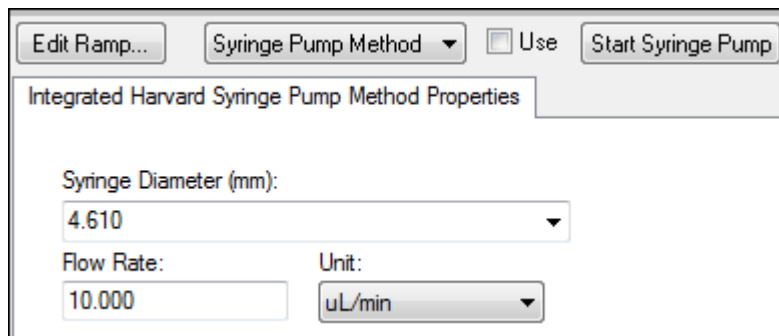 Edit Ramp... Syringe Pump Method Use Start Syringe Pump
Integrated Harvard Syringe Pump Method Properties
Syringe Diameter (mm):
4.610
Flow Rate: Unit:
10.000 uL/min